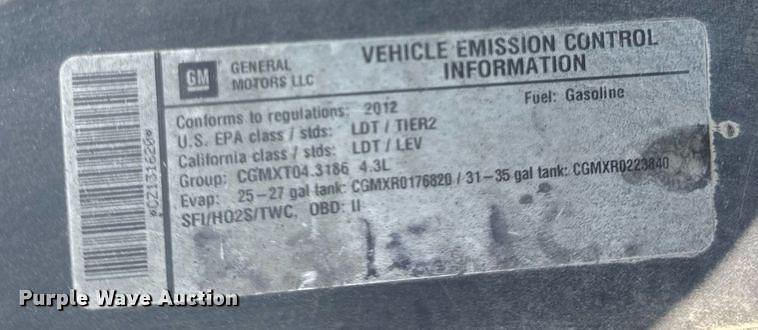 GM
GENERAL
MOTORS LLC
VEHICLE EMISSION CONTROL
INFORMATION
Conforms to regulations: 2012
Fuel: Gasoline
U.S. EPA class / stds: LDT / TIER2
California class / stds: LDT / LEV
Group: CGMXT04.3186 4.3L
Evap: 25-27 gal tank: CGMXR0176820 / 31-35 gal tank: CGMXR0223840
SFI/HO2S/TWC, OBD: II
*CZ131620*
Purple Wave Auction